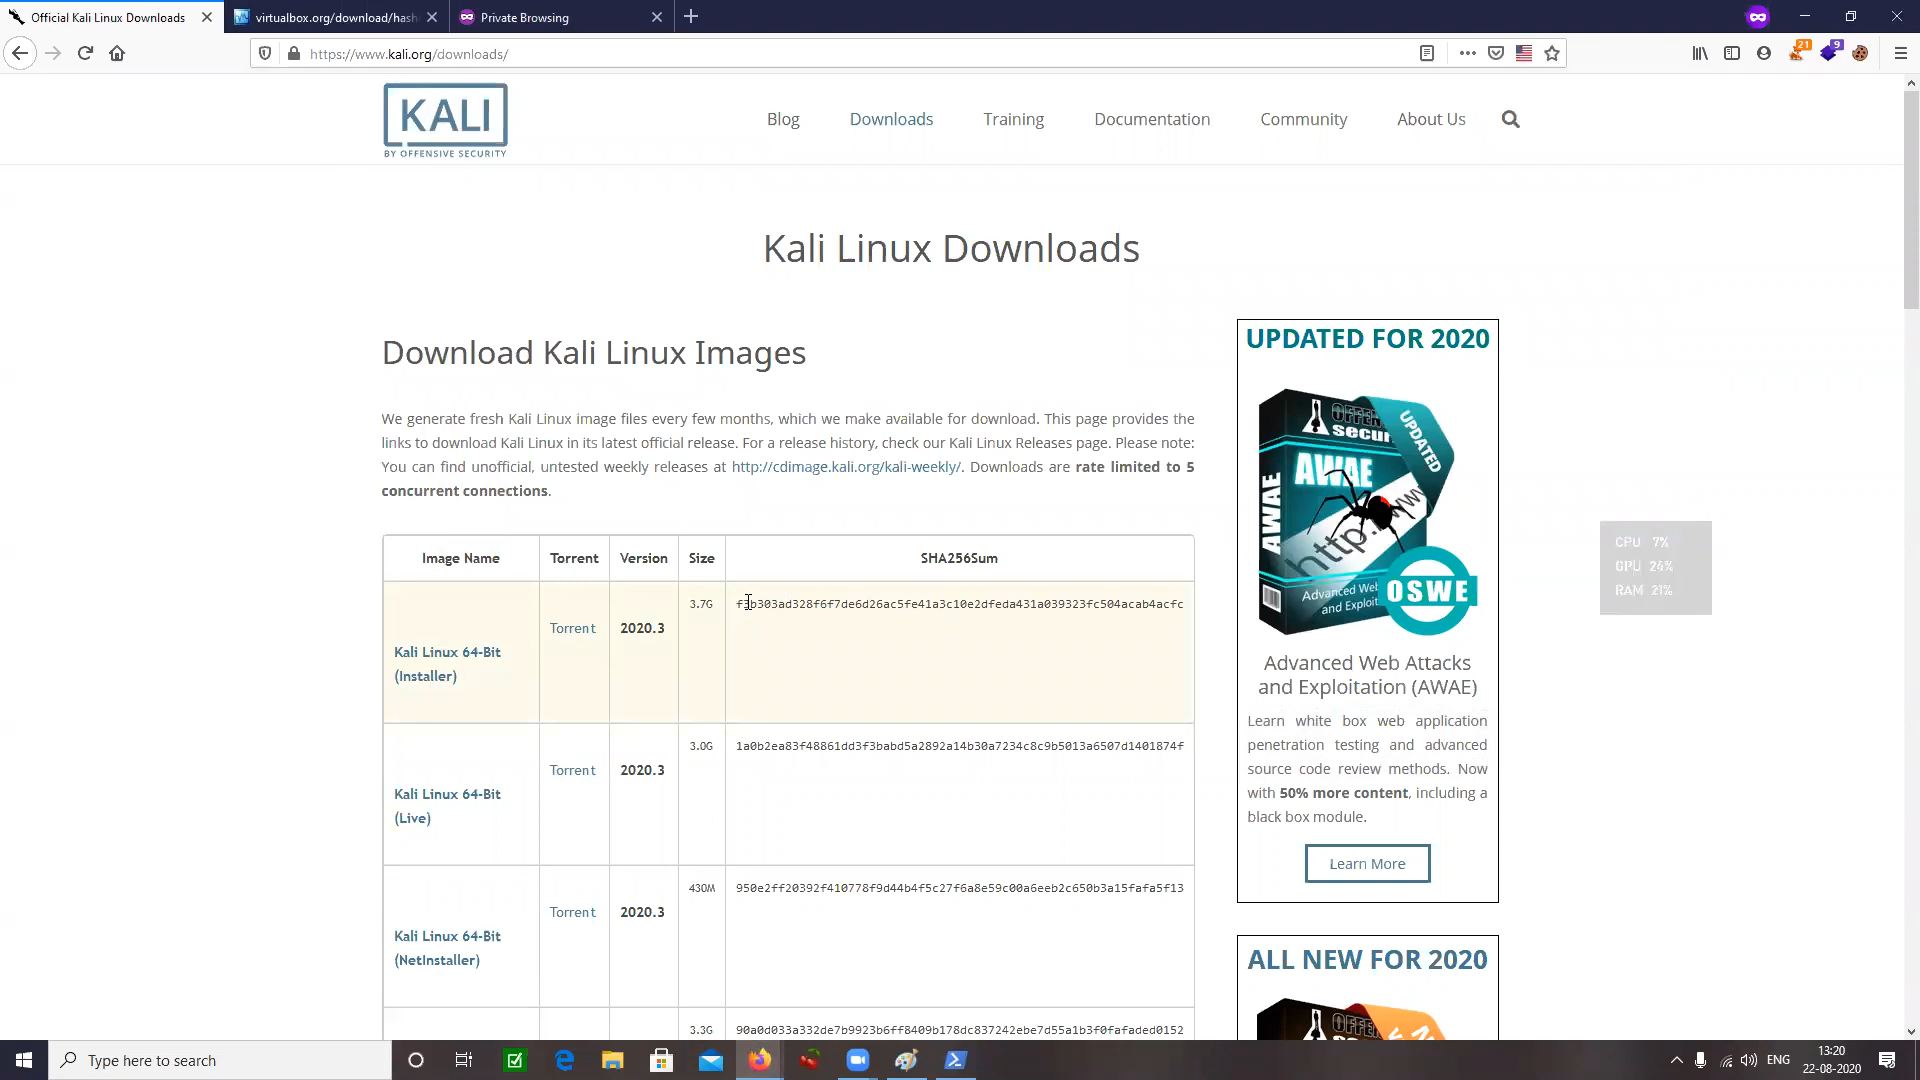 Official Kali Linux Downloads
virtualbox.org/download/hash
Private Browsing
https://www.kali.org/downloads/
21
9
KALI
BY OFFENSIVE SECURITY
Blog
Downloads
Training
Documentation
Community
About Us
Kali Linux Downloads
Download Kali Linux Images
We generate fresh Kali Linux image files every few months, which we make available for download. This page provides the
links to download Kali Linux in its latest official release. For a release history, check our Kali Linux Releases page. Please note:
You can find unofficial, untested weekly releases at http://cdimage.kali.org/kali-weekly/. Downloads are rate limited to 5
concurrent connections.
Image Name Torrent Version Size SHA256Sum
Kali Linux 64-Bit
(Installer)
Torrent
2020.3
3.7G
Kali Linux 64-Bit
(Live)
Torrent
2020.3
3.0G
1a0b2ea83f48861dd3f3babd5a2892a14b30a7234c8c9b5013a6507d1401874f
Kali Linux 64-Bit
(NetInstaller)
Torrent
2020.3
430M
950e2ff20392f410778f9d44b4f5c27f6a8e59c00a6eeb2c650b3a15fafa5f13
3.3G
90a0d033a332de7b9923b6ff8409b178dc837242ebe7d55a1b3f0fafaded0152
UPDATED FOR 2020
UPDATED
AWAE
AWAE
OSWE
Advanced Web Attacks
and Exploitation (AWAE)
Learn white box web application
penetration testing and advanced
source code review methods. Now
with 50% more content, including a
black box module.
Learn More
ALL NEW FOR 2020
CPU 7%
GPU 24%
RAM 21%
Type here to search
ENG
13:20
22-08-2020